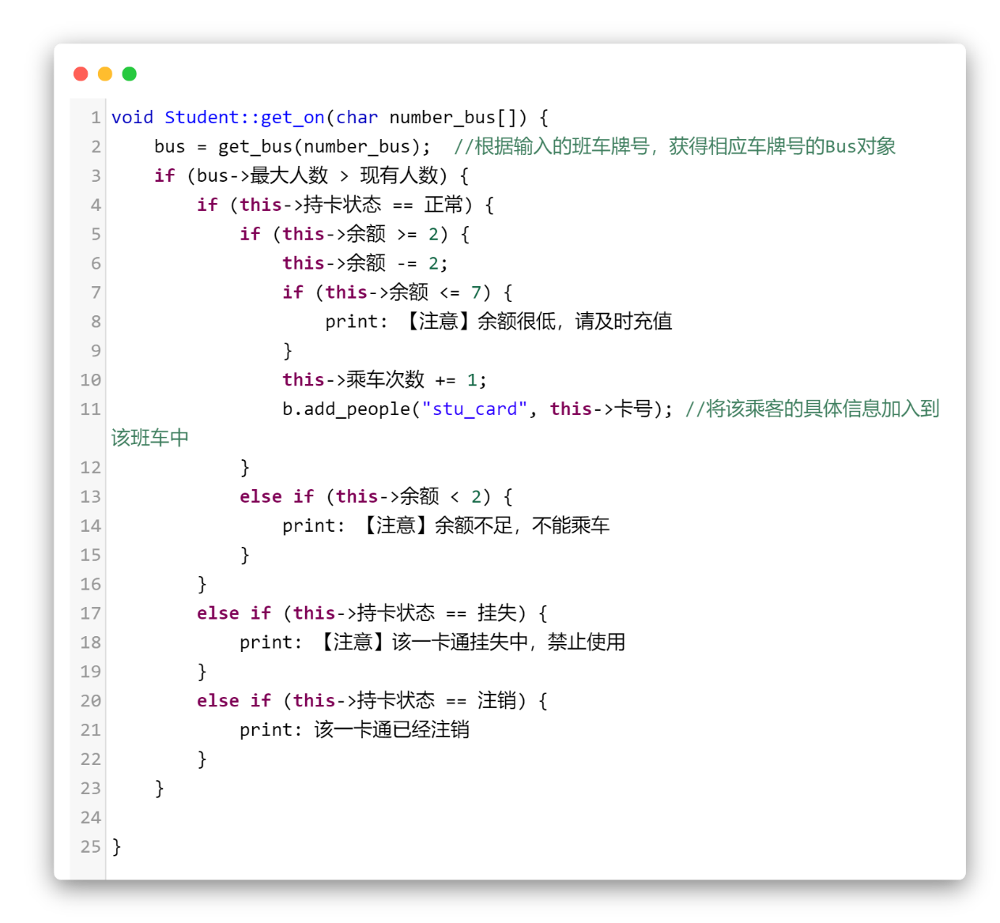 1 void Student::get_on(char number_bus[]) {
2     bus = get_bus(number_bus);  //根据输入的班车牌号，获得相应车牌号的Bus对象
3     if (bus->最大人数 > 现有人数) {
4         if (this->持卡状态 == 正常) {
5             if (this->余额 >= 2) {
6                 this->余额 -= 2;
7                 if (this->余额 <= 7) {
8                     print: 【注意】余额很低，请及时充值
9                 }
10                 this->乘车次数 += 1;
11                 b.add_people("stu_card", this->卡号); //将该乘客的具体信息加入到
该班车中
12             }
13             else if (this->余额 < 2) {
14                 print: 【注意】余额不足，不能乘车
15             }
16         }
17         else if (this->持卡状态 == 挂失) {
18             print: 【注意】该一卡通挂失中，禁止使用
19         }
20         else if (this->持卡状态 == 注销) {
21             print: 该一卡通已经注销
22         }
23     }
24
25 }